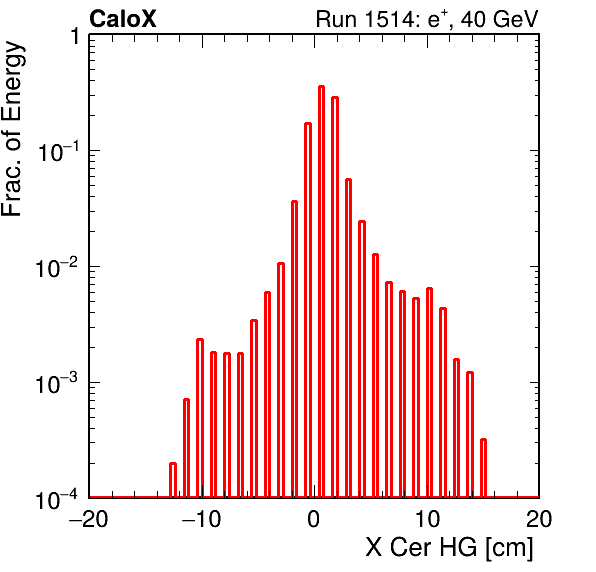 CaloX
Run 1514: e⁺, 40 GeV
Frac. of Energy
1
10⁻¹
10⁻²
10⁻³
10⁻⁴
−20 −10 0 10 20
X Cer HG [cm]